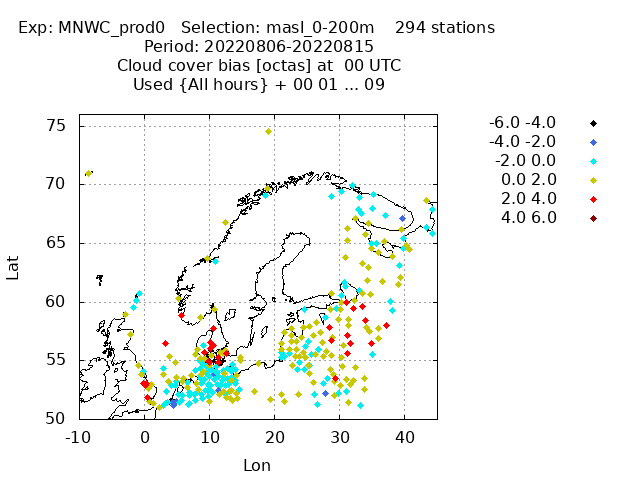 Exp: MNWC_prod0   Selection: masl_0-200m    294 stations
Period: 20220806-20220815
Cloud cover bias [octas] at  00 UTC
Used {All hours} + 00 01 ... 09
-6.0 -4.0
-4.0 -2.0
-2.0 0.0
0.0 2.0
2.0 4.0
4.0 6.0
75
70
65
60
55
50
Lat
-10 0 10 20 30 40
Lon